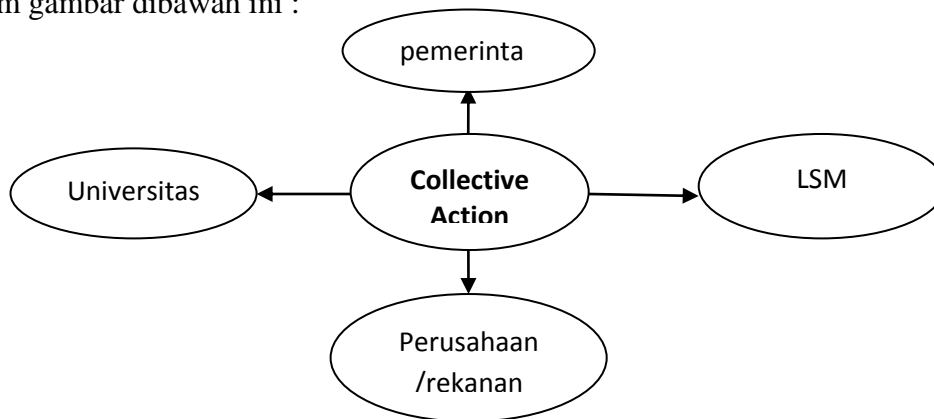 m gambar dibawah ini :
pemerinta
Universitas
Collective
Action
LSM
Perusahaan
/rekanan